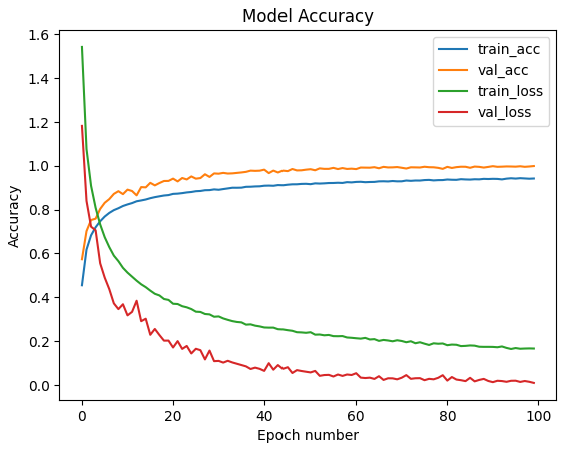 Model Accuracy
1.6
1.4
1.2
1.0
0.8
0.6
0.4
0.2
0.0
Accuracy
train_acc
val_acc
train_loss
val_loss
0 20 40 60 80 100
Epoch number